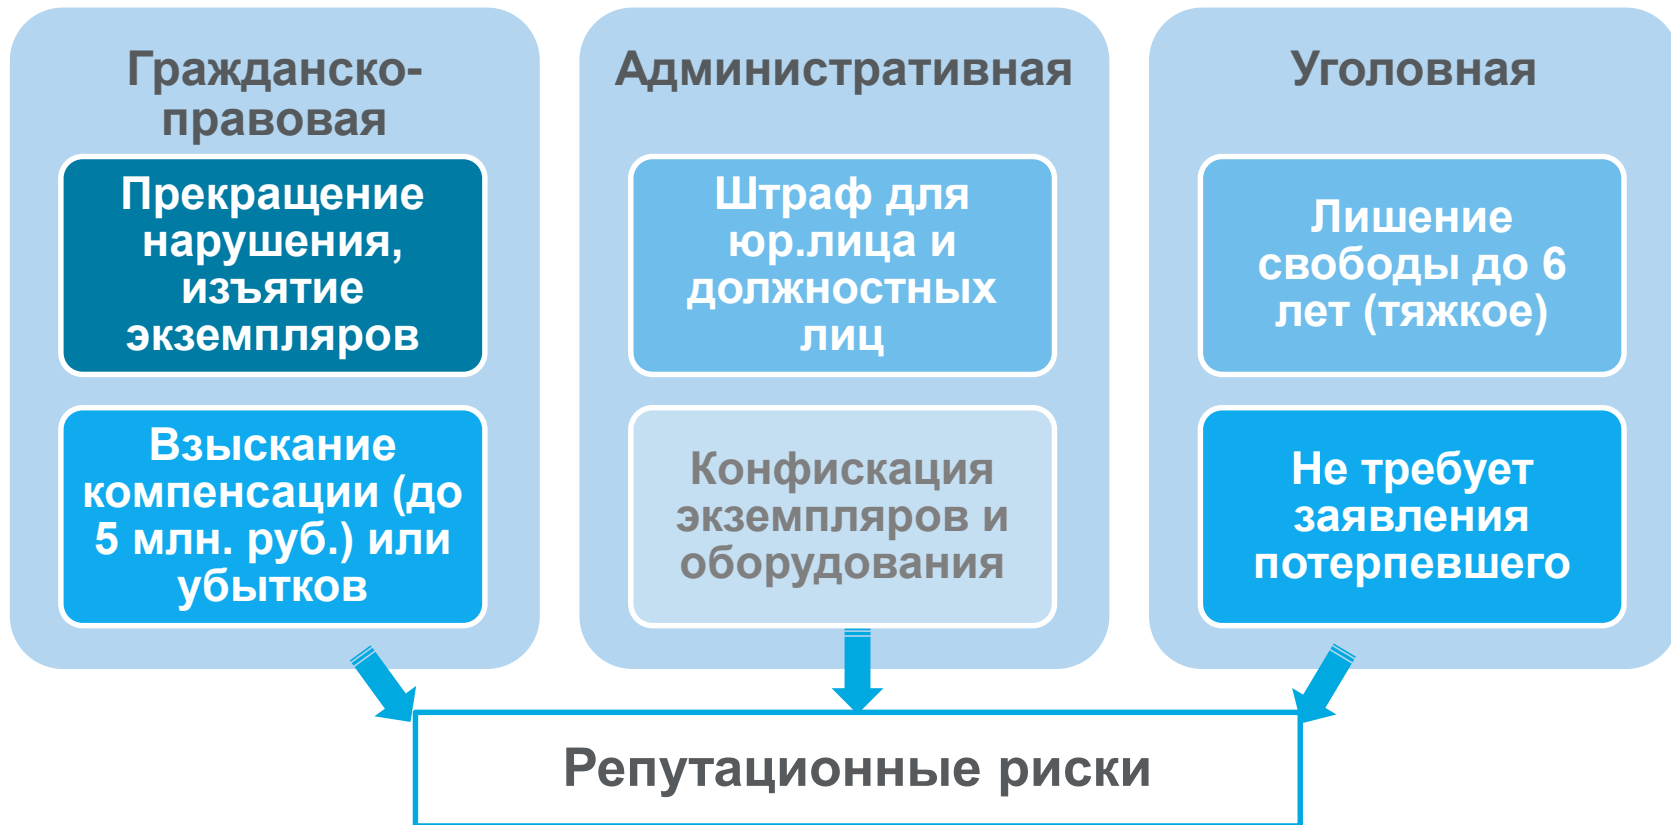 Гражданско-
правовая
Прекращение
нарушения,
изъятие
экземпляров
Взыскание
компенсации (до
5 млн. руб.) или
убытков
Административная
Штраф для
юр.лица и
должностных
лиц
Конфискация
экземпляров и
оборудования
Уголовная
Лишение
свободы до 6
лет (тяжкое)
Не требует
заявления
потерпевшего
Репутационные риски